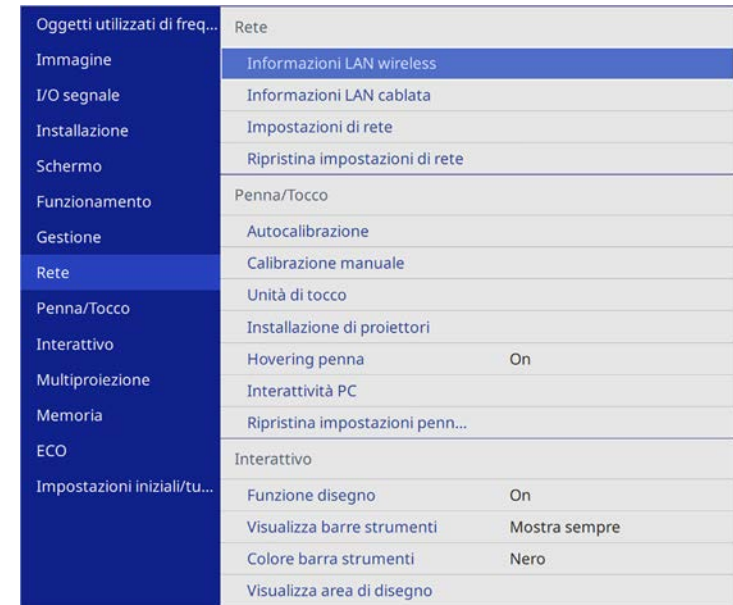 Oggetti utilizzati di freq...
Immagine
I/O segnale
Installazione
Schermo
Funzionamento
Gestione
Rete
Penna/Tocco
Interattivo
Multiproiezione
Memoria
ECO
Impostazioni iniziali/tu...
Rete
Informazioni LAN wireless
Informazioni LAN cablata
Impostazioni di rete
Ripristina impostazioni di rete
Penna/Tocco
Autocalibrazione
Calibrazione manuale
Unità di tocco
Installazione di proiettori
Hovering penna On
Interattività PC
Ripristina impostazioni penn...
Interattivo
Funzione disegno On
Visualizza barre strumenti Mostra sempre
Colore barra strumenti Nero
Visualizza area di disegno